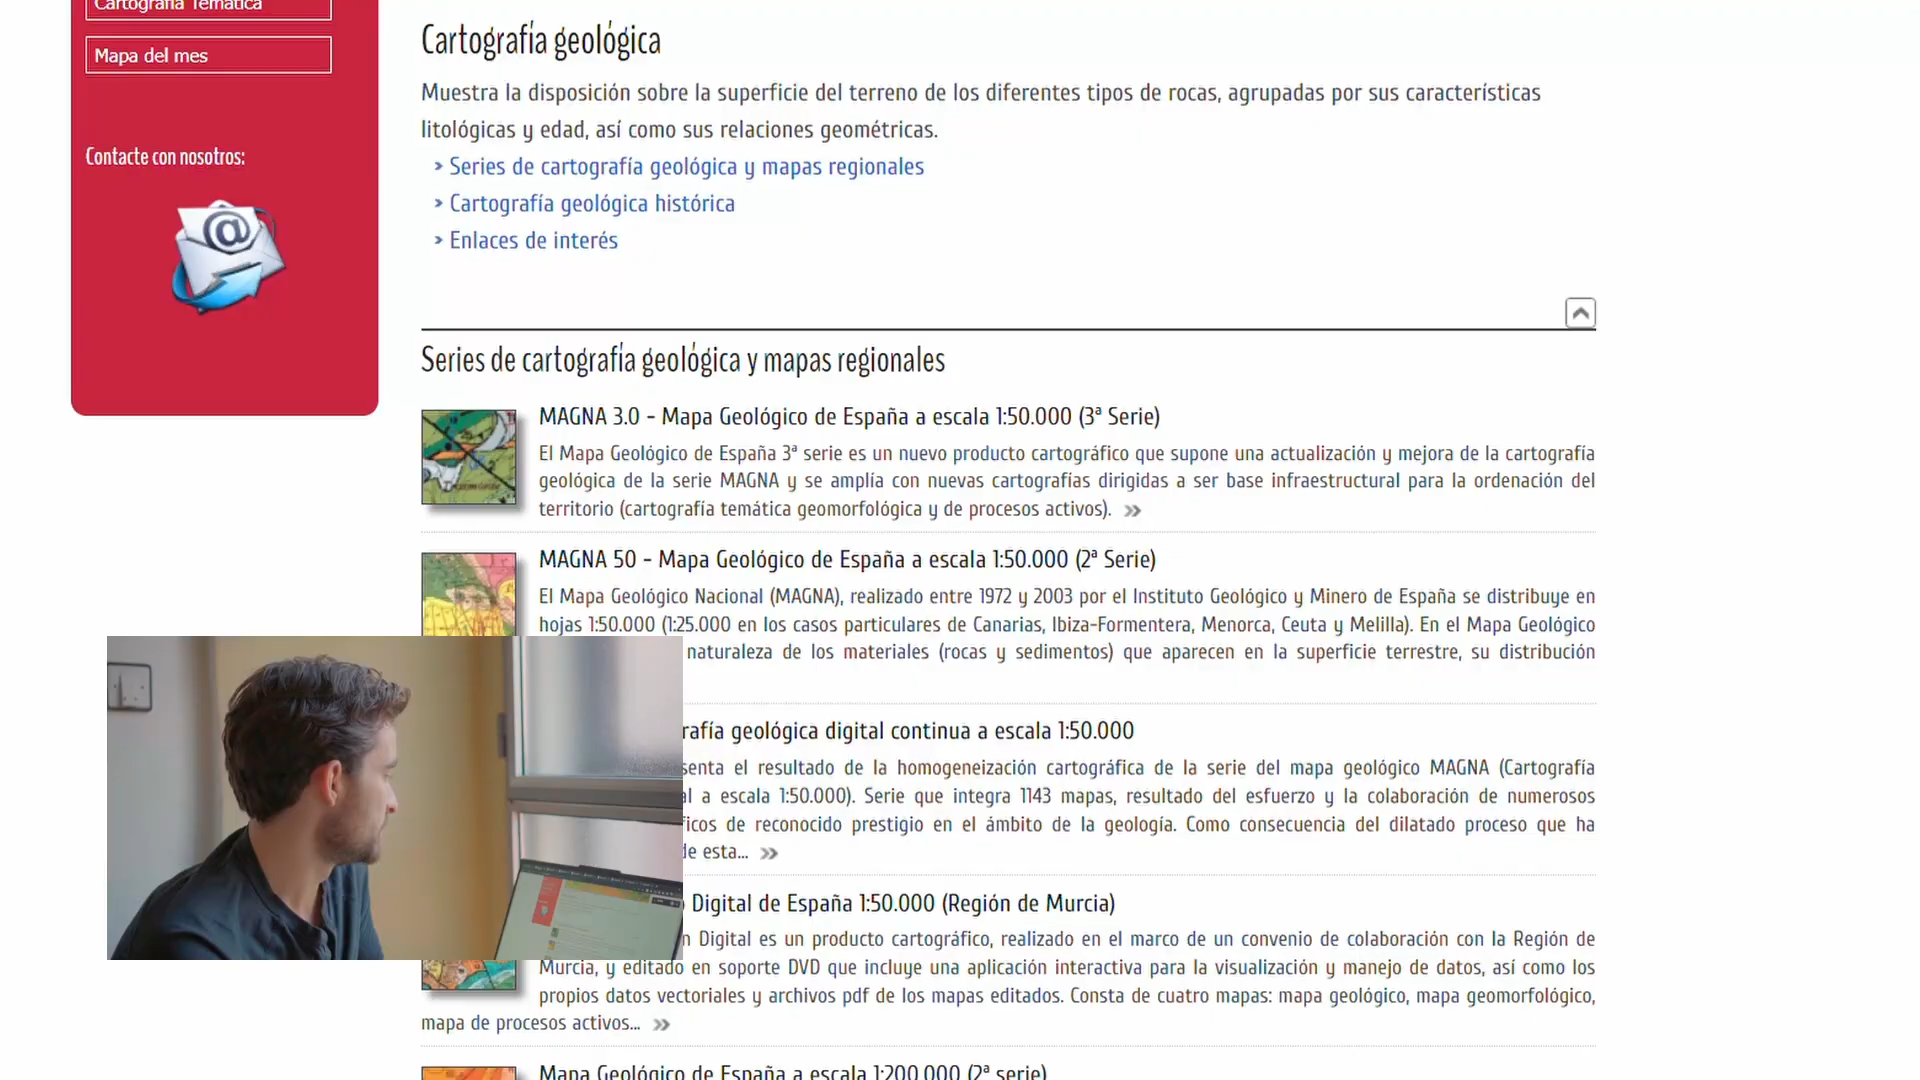 Cartografía Temática
Mapa del mes
Contacte con nosotros:
Cartografía geológica
Muestra la disposición sobre la superficie del terreno de los diferentes tipos de rocas, agrupadas por sus características
litológicas y edad, así como sus relaciones geométricas.
Series de cartografía geológica y mapas regionales
Cartografía geológica histórica
Enlaces de interés
Series de cartografía geológica y mapas regionales
MAGNA 3.0 - Mapa Geológico de España a escala 1:50.000 (3ª Serie)
El Mapa Geológico de España 3ª serie es un nuevo producto cartográfico que supone una actualización y mejora de la cartografía
geológica de la serie MAGNA y se amplía con nuevas cartografías dirigidas a ser base infraestructural para la ordenación del
territorio (cartografía temática geomorfológica y de procesos activos). »
MAGNA 50 - Mapa Geológico de España a escala 1:50.000 (2ª Serie)
El Mapa Geológico Nacional (MAGNA), realizado entre 1972 y 2003 por el Instituto Geológico y Minero de España se distribuye en
hojas 1:50.000 (1:25.000 en los casos particulares de Canarias, Ibiza-Formentera, Menorca, Ceuta y Melilla). En el Mapa Geológico
naturaleza de los materiales (rocas y sedimentos) que aparecen en la superficie terrestre, su distribución
rafía geológica digital continua a escala 1:50.000
senta el resultado de la homogeneización cartográfica de la serie del mapa geológico MAGNA (Cartografía
al a escala 1:50.000). Serie que integra 1143 mapas, resultado del esfuerzo y la colaboración de numerosos
ficos de reconocido prestigio en el ámbito de la geología. Como consecuencia del dilatado proceso que ha
de esta... »
Digital de España 1:50.000 (Región de Murcia)
n Digital es un producto cartográfico, realizado en el marco de un convenio de colaboración con la Región de
Murcia, y editado en soporte DVD que incluye una aplicación interactiva para la visualización y manejo de datos, así como los
propios datos vectoriales y archivos pdf de los mapas editados. Consta de cuatro mapas: mapa geológico, mapa geomorfológico,
mapa de procesos activos... »
Mapa Geológico de España a escala 1:200.000 (2ª serie)